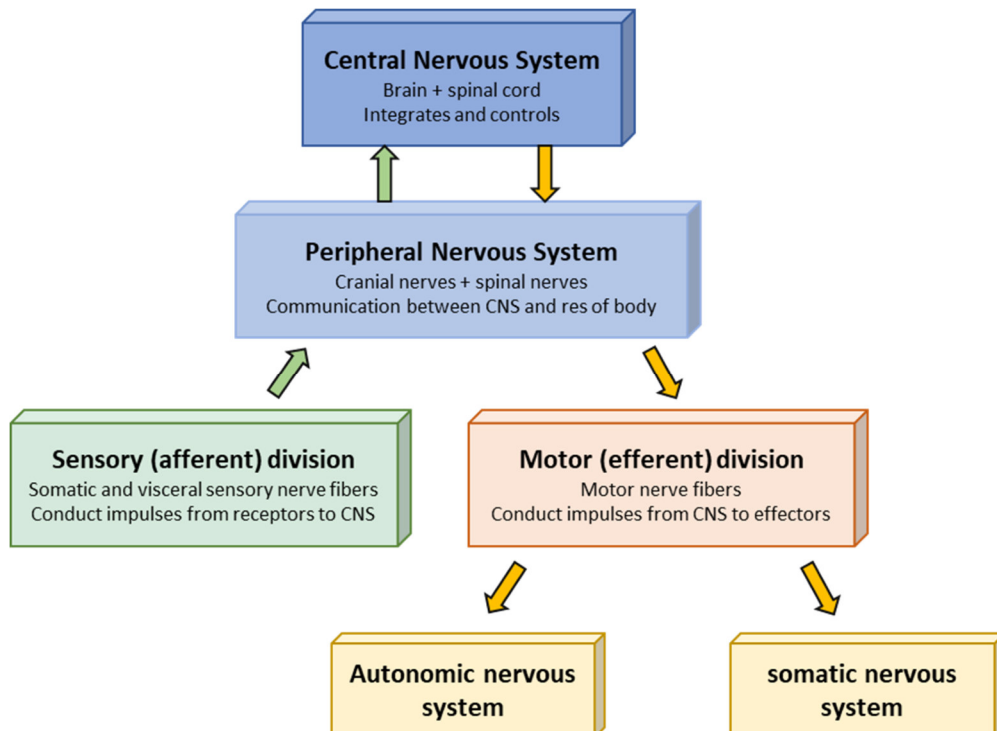 Central Nervous System
Brain + spinal cord
Integrates and controls
Peripheral Nervous System
Cranial nerves + spinal nerves
Communication between CNS and res of body
Sensory (afferent) division
Somatic and visceral sensory nerve fibers
Conduct impulses from receptors to CNS
Motor (efferent) division
Motor nerve fibers
Conduct impulses from CNS to effectors
Autonomic nervous
system
somatic nervous
system